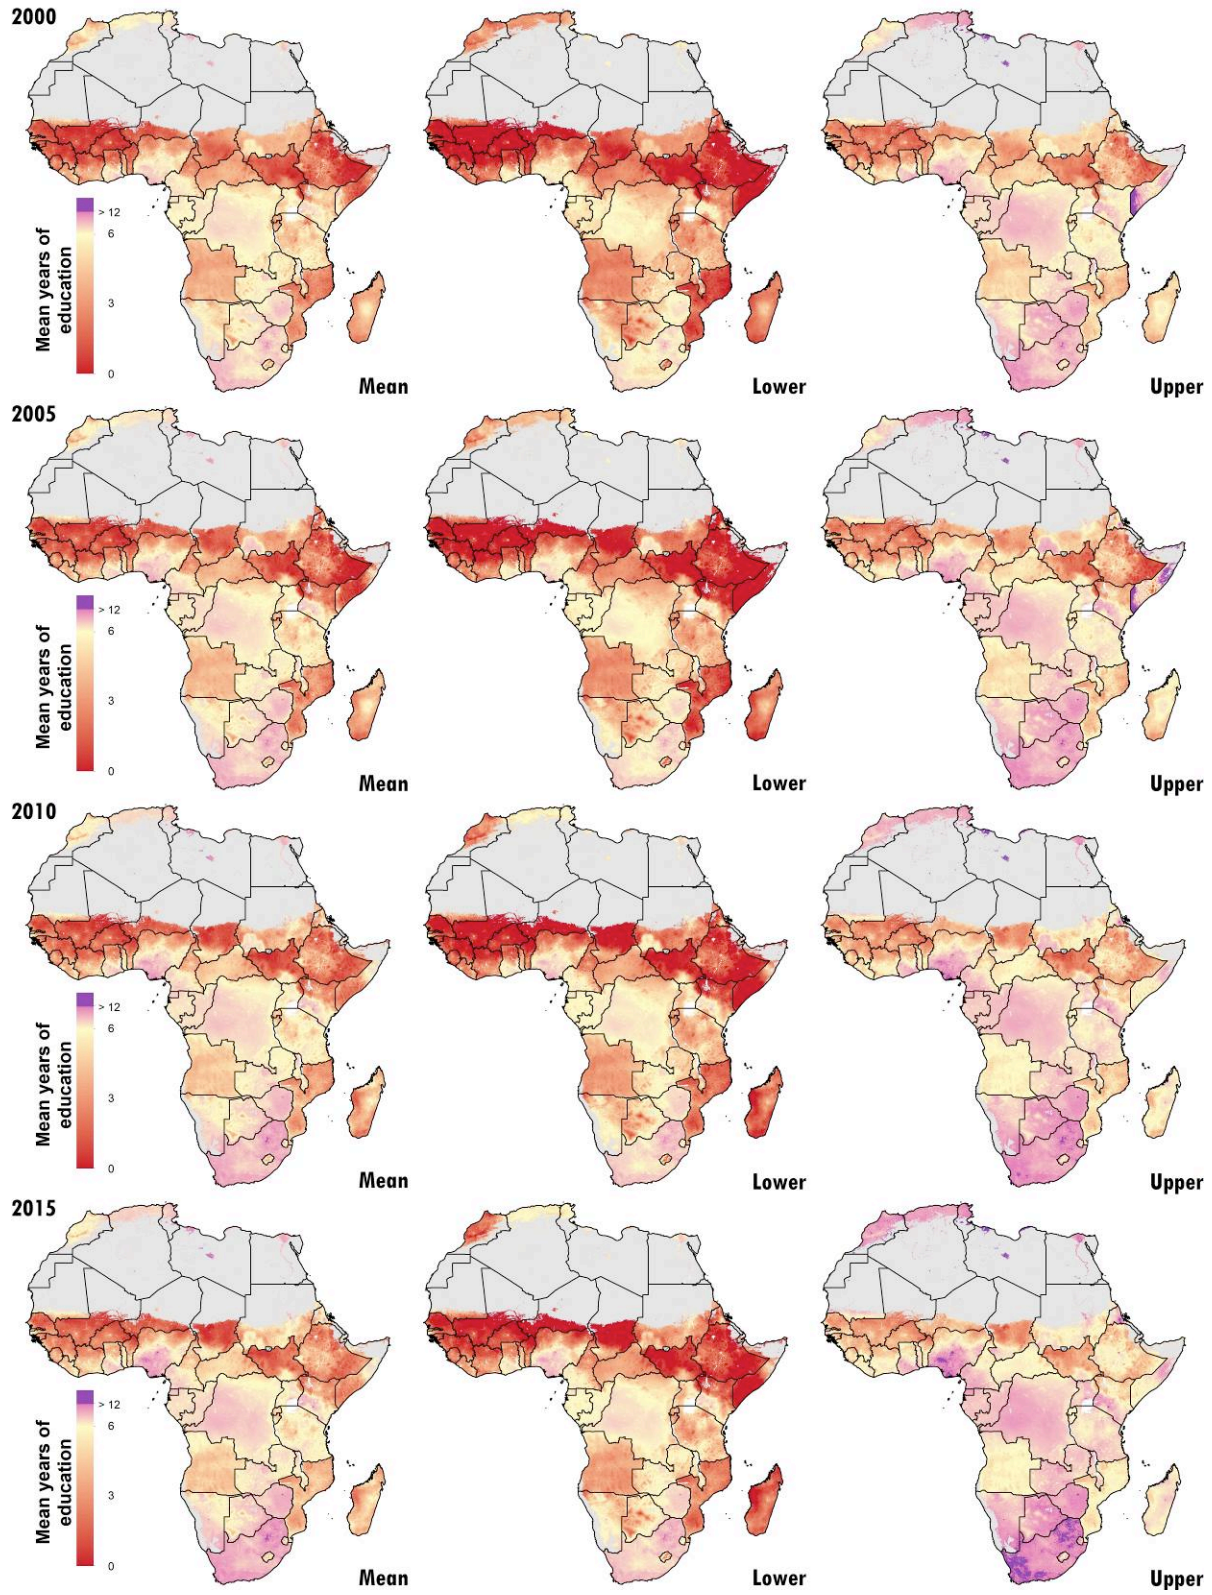 2000
Mean years of
education
> 12
6
3
0
Mean
Lower
Upper
2005
Mean years of
education
> 12
6
3
0
Mean
Lower
Upper
2010
Mean years of
education
> 12
6
3
0
Mean
Lower
Upper
2015
Mean years of
education
> 12
6
3
0
Mean
Lower
Upper